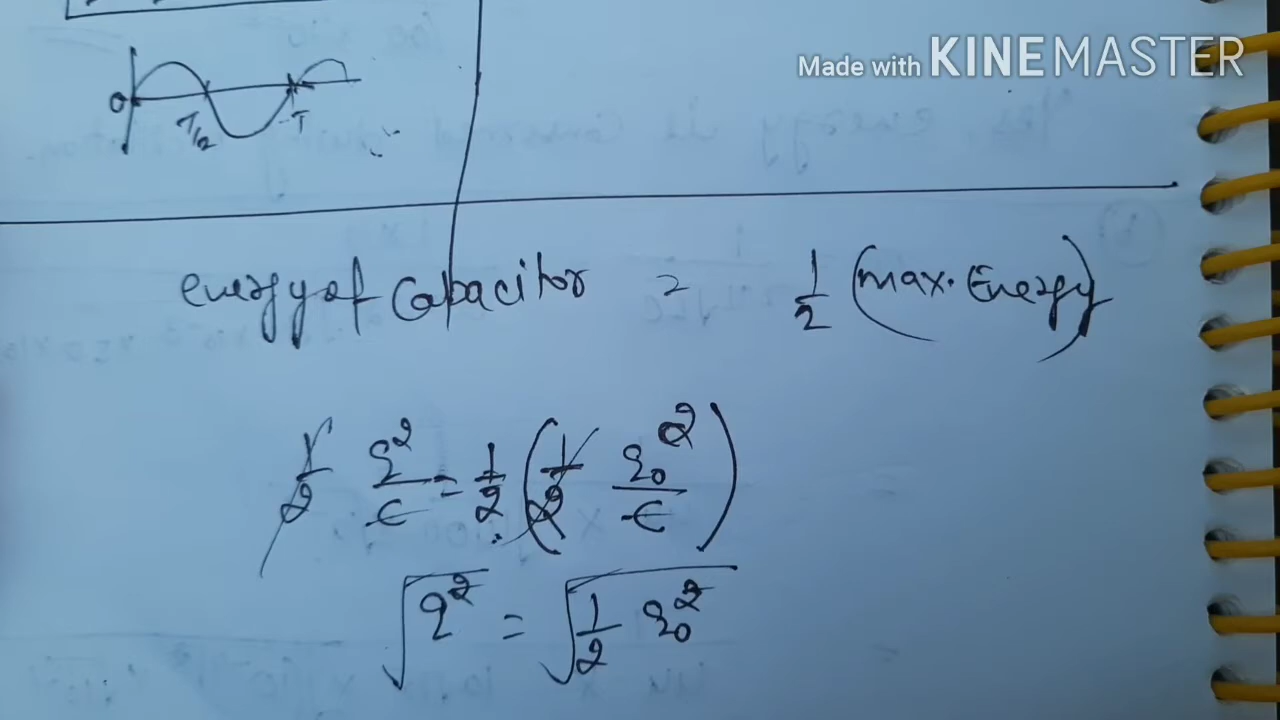 Made with KINEMASTER
O T/2 T
energy of Capacitor = 1/2 (max. Energy)
1/2 q²/C = 1/2 (1/2 q₀²/C)
√q² = √1/2 q₀²